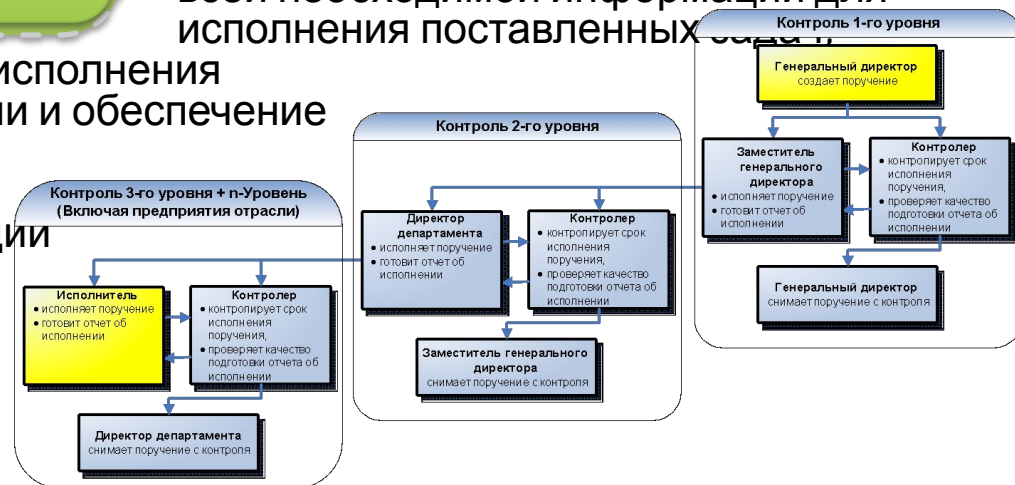 всей необходимой информации для
исполнения поставленных задач,
исполнения
и обеспечение
Контроль 1-го уровня
Генеральный директор
создает поручение
Заместитель
генерального
директора
• исполняет поручение
• готовит отчет об
исполнении
Контролер
• контролирует срок
исполнения
поручения,
• проверяет качество
подготовки отчета об
исполнении
Генеральный директор
снимает поручение с контроля
Контроль 2-го уровня
Директор
департамента
• исполняет поручение
• готовит отчет об
исполнении
Контролер
• контролирует срок
исполнения
поручения,
• проверяет качество
подготовки отчета об
исполнении
Заместитель генерального
директора
снимает поручение с контроля
Контроль 3-го уровня + n-Уровень
(Включая предприятия отрасли)
Исполнитель
• исполняет поручение
• готовит отчет об
исполнении
Контролер
• контролирует срок
исполнения
поручения,
• проверяет качество
подготовки отчета об
исполнении
Директор департамента
снимает поручение с контроля